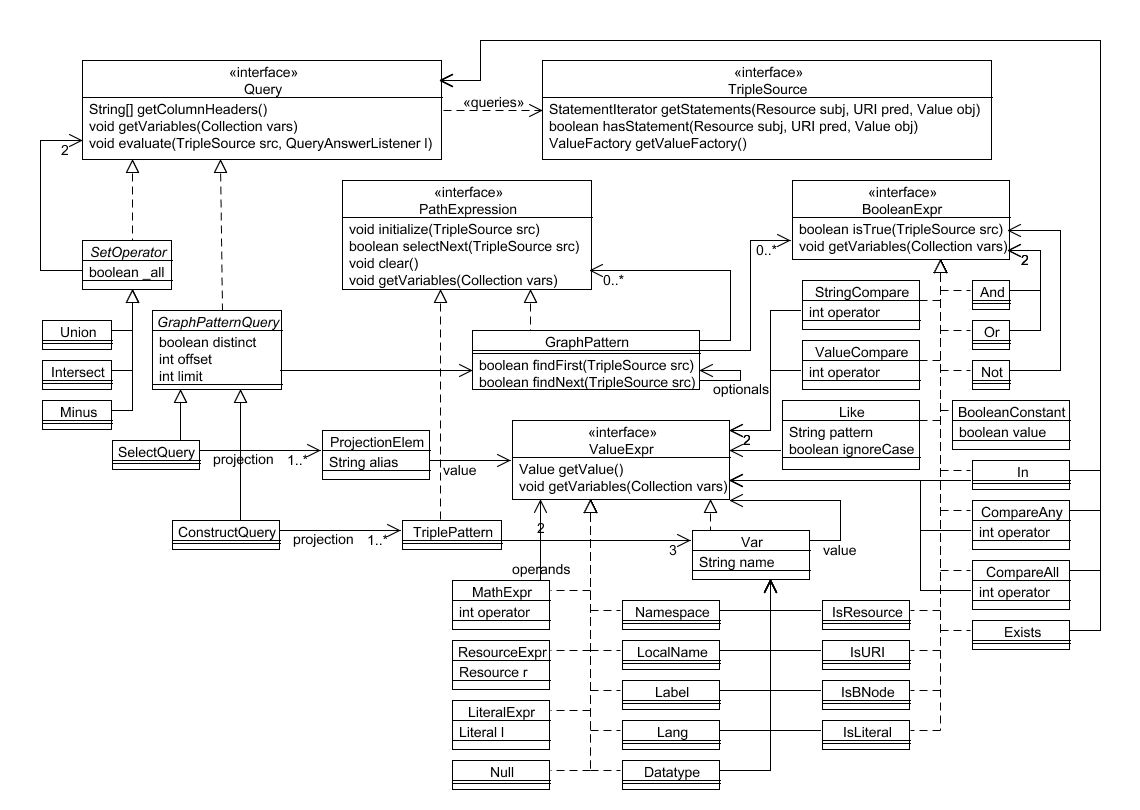 «interface»
Query
String[] getColumnHeaders()
void getVariables(Collection vars)
void evaluate(TripleSource src, QueryAnswerListener l)
«queries»
«interface»
TripleSource
StatementIterator getStatements(Resource subj, URI pred, Value obj)
boolean hasStatement(Resource subj, URI pred, Value obj)
ValueFactory getValueFactory()
2
«interface»
PathExpression
void initialize(TripleSource src)
boolean selectNext(TripleSource src)
void clear()
void getVariables(Collection vars)
0..*
«interface»
BooleanExpr
boolean isTrue(TripleSource src)
void getVariables(Collection vars)
0..*
2
SetOperator
boolean _all
Union
Intersect
Minus
GraphPatternQuery
boolean distinct
int offset
int limit
GraphPattern
boolean findFirst(TripleSource src)
boolean findNext(TripleSource src)
optionals
StringCompare
int operator
ValueCompare
int operator
Like
String pattern
boolean ignoreCase
And
Or
Not
BooleanConstant
boolean value
In
CompareAny
int operator
CompareAll
int operator
Exists
SelectQuery
projection
1..*
ProjectionElem
String alias
value
«interface»
ValueExpr
Value getValue()
void getVariables(Collection vars)
2
ConstructQuery
projection
1..*
TriplePattern
2
operands
3
Var
String name
value
MathExpr
int operator
ResourceExpr
Resource r
LiteralExpr
Literal l
Null
Namespace
LocalName
Label
Lang
Datatype
IsResource
IsURI
IsBNode
IsLiteral